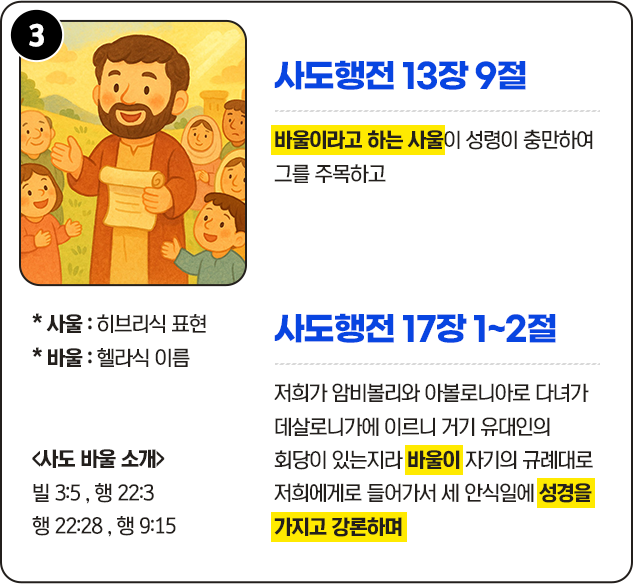 3
사도행전 13장 9절
바울이라고 하는 사울이 성령이 충만하여
그를 주목하고
* 사울 : 히브리식 표현
* 바울 : 헬라식 이름
<사도 바울 소개>
빌 3:5 , 행 22:3
행 22:28 , 행 9:15
사도행전 17장 1~2절
저희가 암비볼리와 아볼로니아로 다녀가
데살로니가에 이르니 거기 유대인의
회당이 있는지라 바울이 자기의 규례대로
저희에게로 들어가서 세 안식일에 성경을
가지고 강론하며